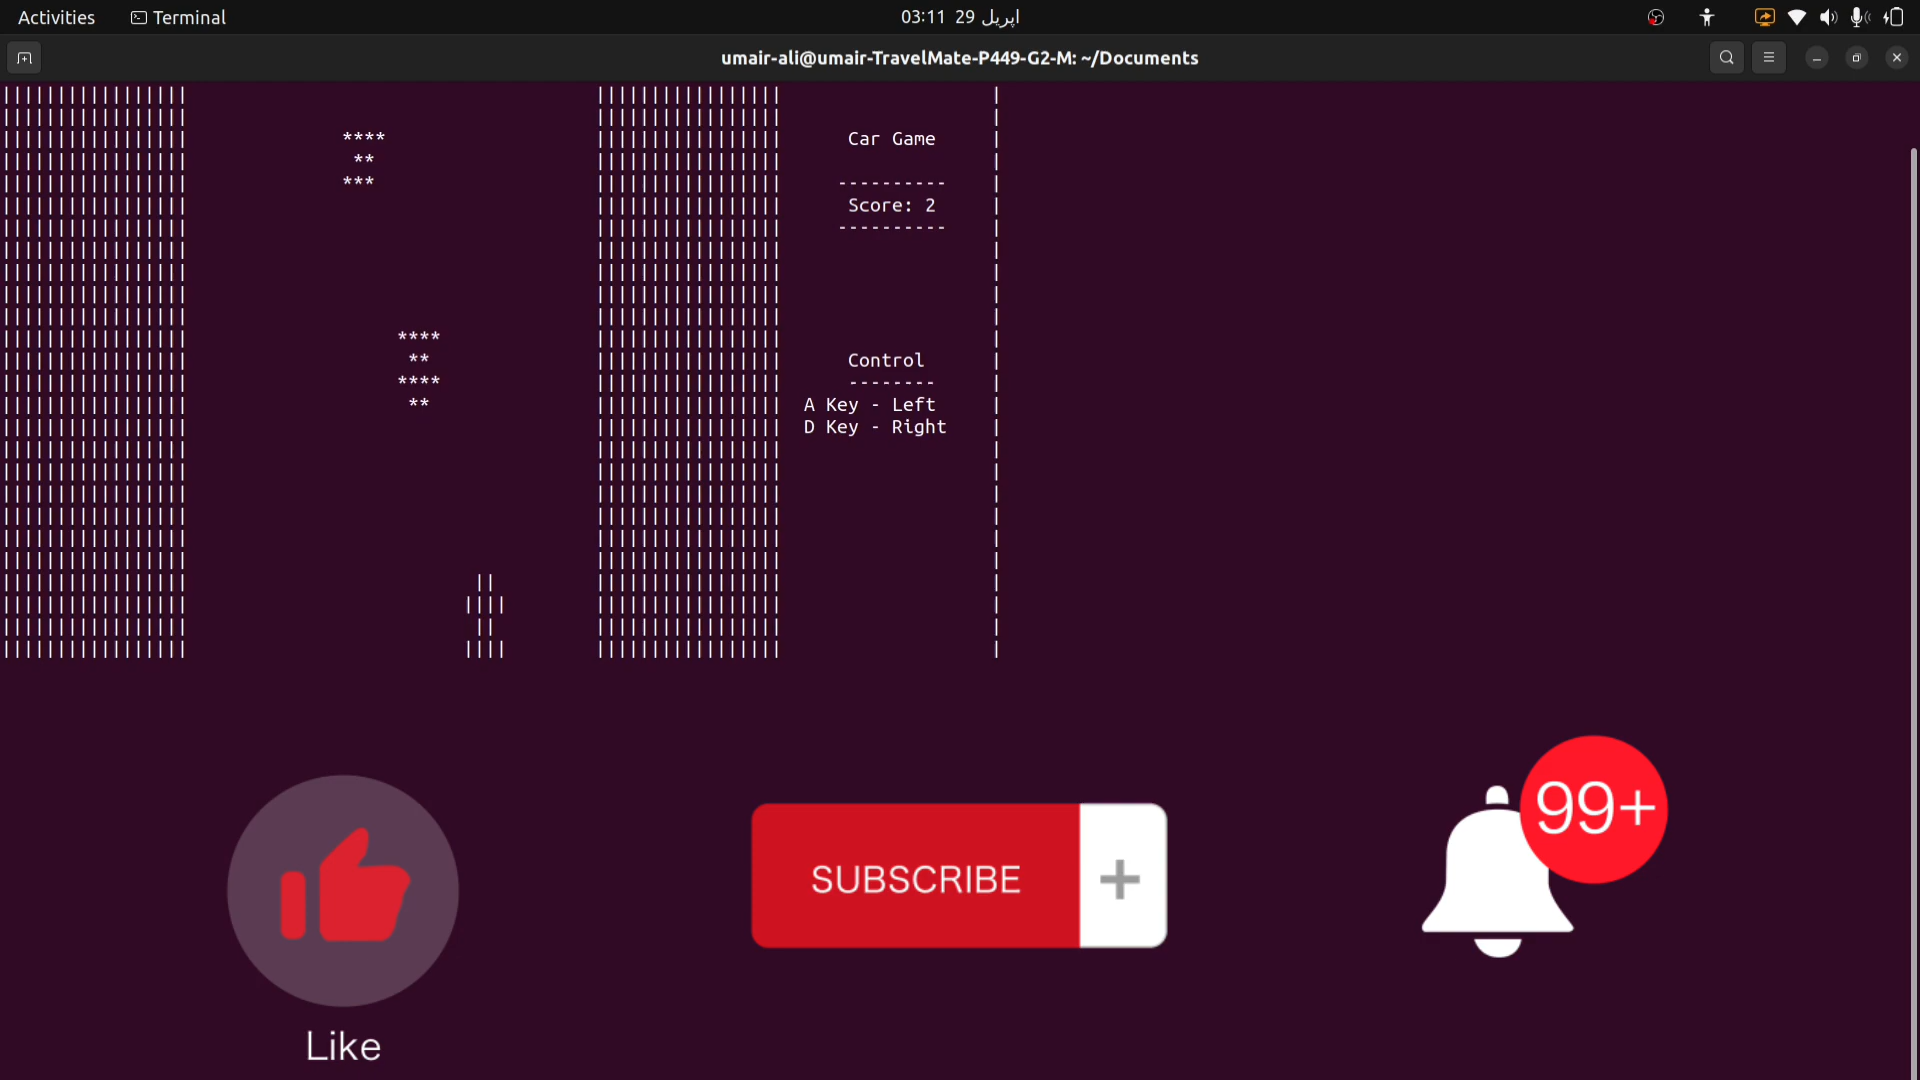 Activities
Terminal
03:11 29 اپریل
umair-ali@umair-TravelMate-P449-G2-M: ~/Documents
Car Game
----------
Score: 2
----------
Control
--------
A Key - Left
D Key - Right
****
**
***
****
**
****
**
||
||||
||
||||
99+
SUBSCRIBE +
Like